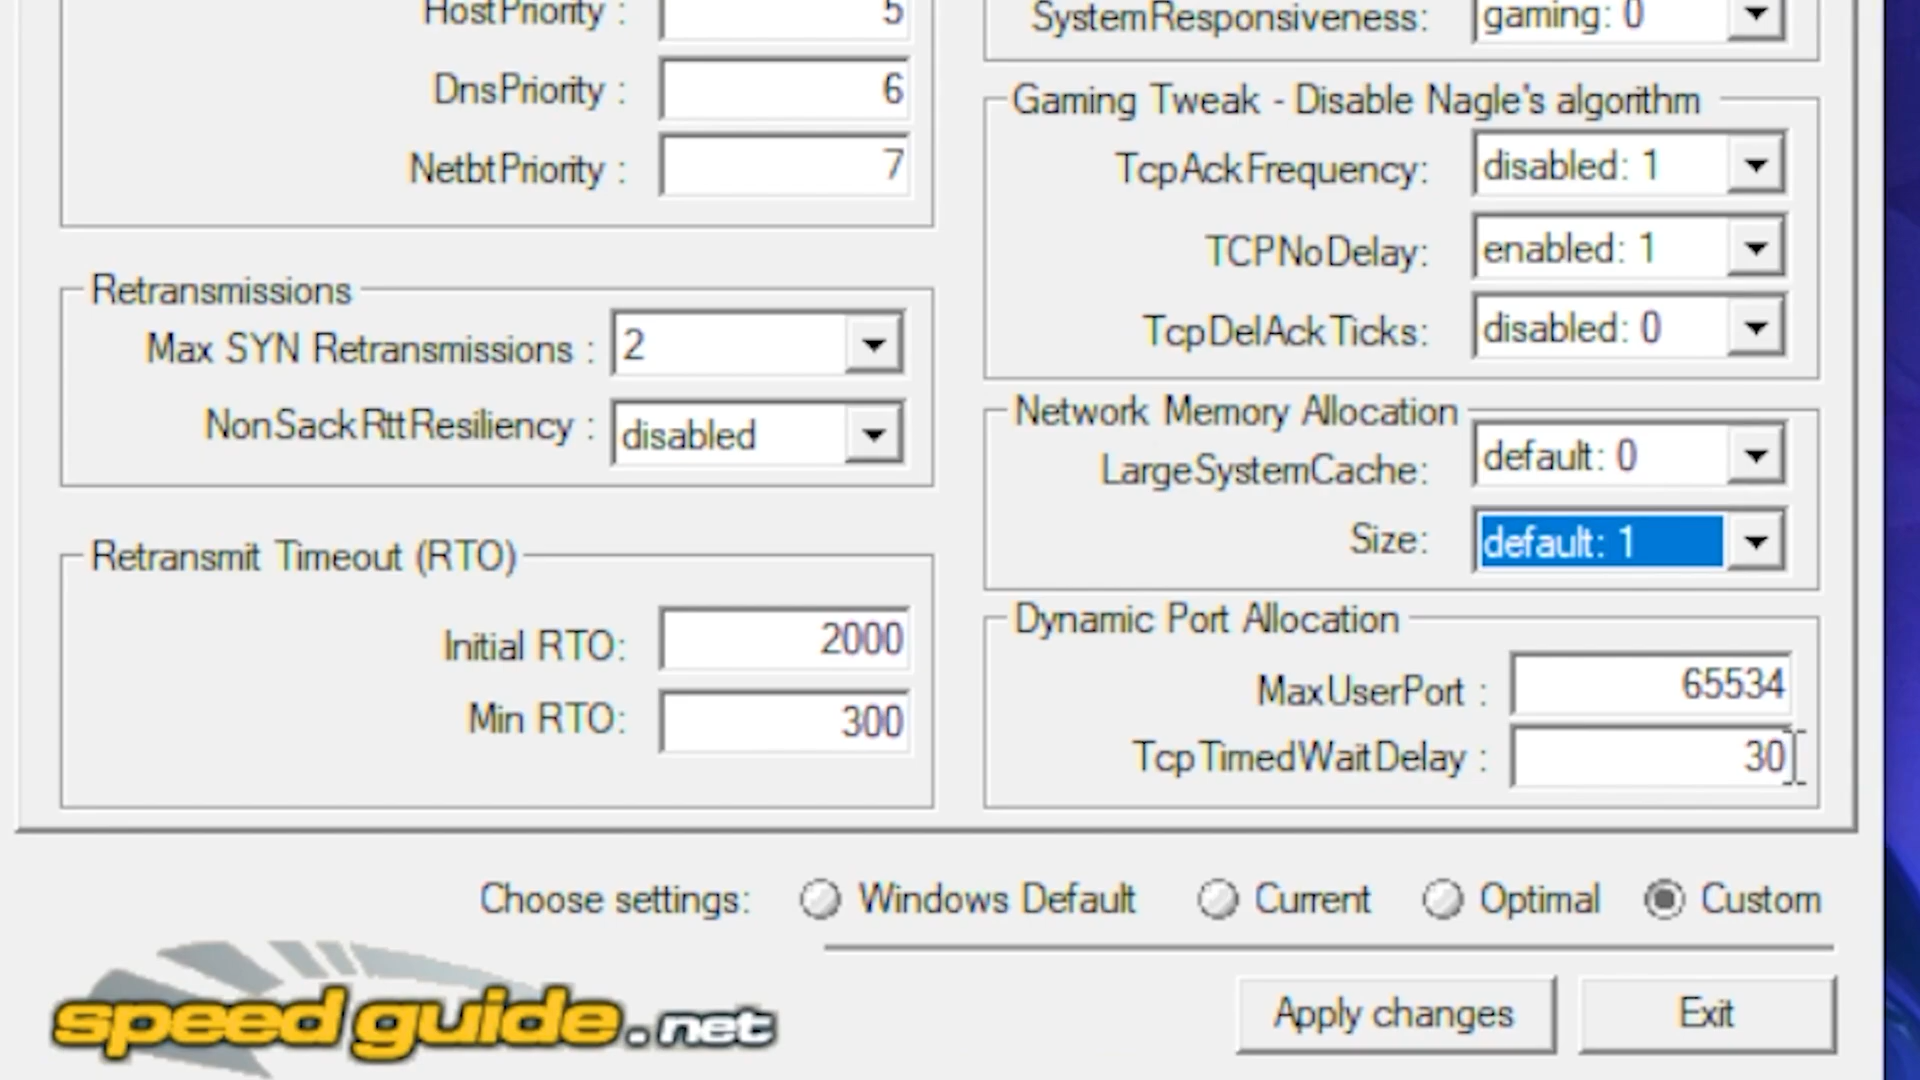 HostPriority : 5
DnsPriority : 6
NetbtPriority : 7
Retransmissions
Max SYN Retransmissions : 2
NonSackRttResiliency : disabled
Retransmit Timeout (RTO)
Initial RTO: 2000
Min RTO: 300
SystemResponsiveness: gaming: 0
Gaming Tweak - Disable Nagle's algorithm
TcpAckFrequency: disabled: 1
TCPNoDelay: enabled: 1
TcpDelAckTicks: disabled: 0
Network Memory Allocation
LargeSystemCache: default: 0
Size: default: 1
Dynamic Port Allocation
MaxUserPort : 65534
TcpTimedWaitDelay : 30
Choose settings: Windows Default Current Optimal Custom
speedguide.net
Apply changes Exit